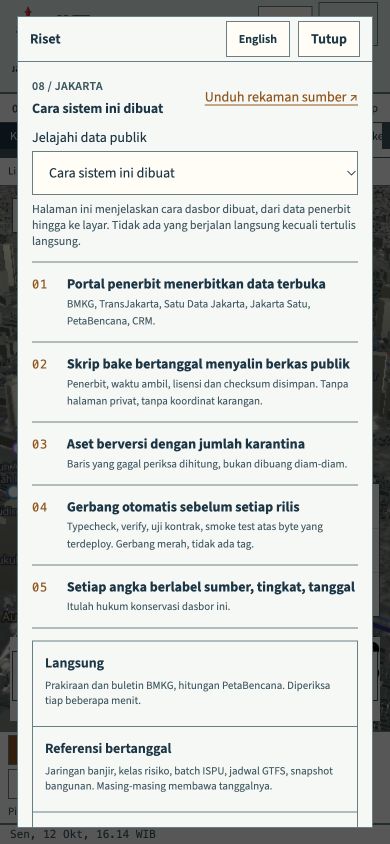 Riset
English
Tutup
08 / JAKARTA
Cara sistem ini dibuat
Unduh rekaman sumber ↗
Jelajahi data publik
Cara sistem ini dibuat
Halaman ini menjelaskan cara dasbor dibuat, dari data penerbit
hingga ke layar. Tidak ada yang berjalan langsung kecuali tertulis
langsung.
01 Portal penerbit menerbitkan data terbuka
BMKG, TransJakarta, Satu Data Jakarta, Jakarta Satu,
PetaBencana, CRM.
02 Skrip bake bertanggal menyalin berkas publik
Penerbit, waktu ambil, lisensi dan checksum disimpan. Tanpa
halaman privat, tanpa koordinat karangan.
03 Aset berversi dengan jumlah karantina
Baris yang gagal periksa dihitung, bukan dibuang diam-diam.
04 Gerbang otomatis sebelum setiap rilis
Typecheck, verify, uji kontrak, smoke test atas byte yang
terdeploy. Gerbang merah, tidak ada tag.
05 Setiap angka berlabel sumber, tingkat, tanggal
Itulah hukum konservasi dasbor ini.
Langsung
Prakiraan dan buletin BMKG, hitungan PetaBencana. Diperiksa
tiap beberapa menit.
Referensi bertanggal
Jaringan banjir, kelas risiko, batch ISPU, jadwal GTFS, snapshot
bangunan. Masing-masing membawa tanggalnya.
Sen, 12 Okt, 16.14 WIB